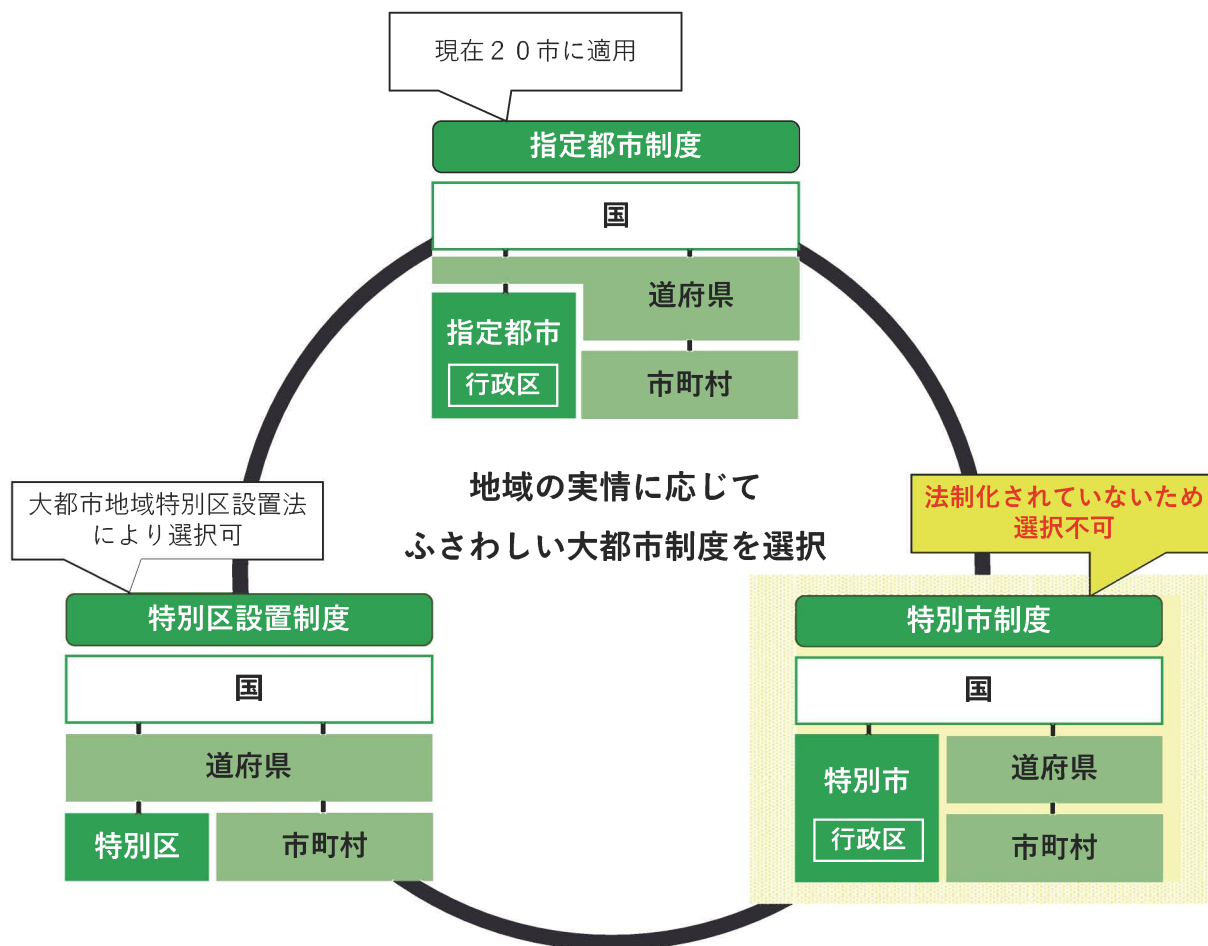 現在２０市に適用
指定都市制度
国
道府県
指定都市
行政区
市町村
地域の実情に応じて
ふさわしい大都市制度を選択
大都市地域特別区設置法
により選択可
特別区設置制度
国
道府県
特別区
市町村
法制化されていないため
選択不可
特別市制度
国
特別市
行政区
道府県
市町村